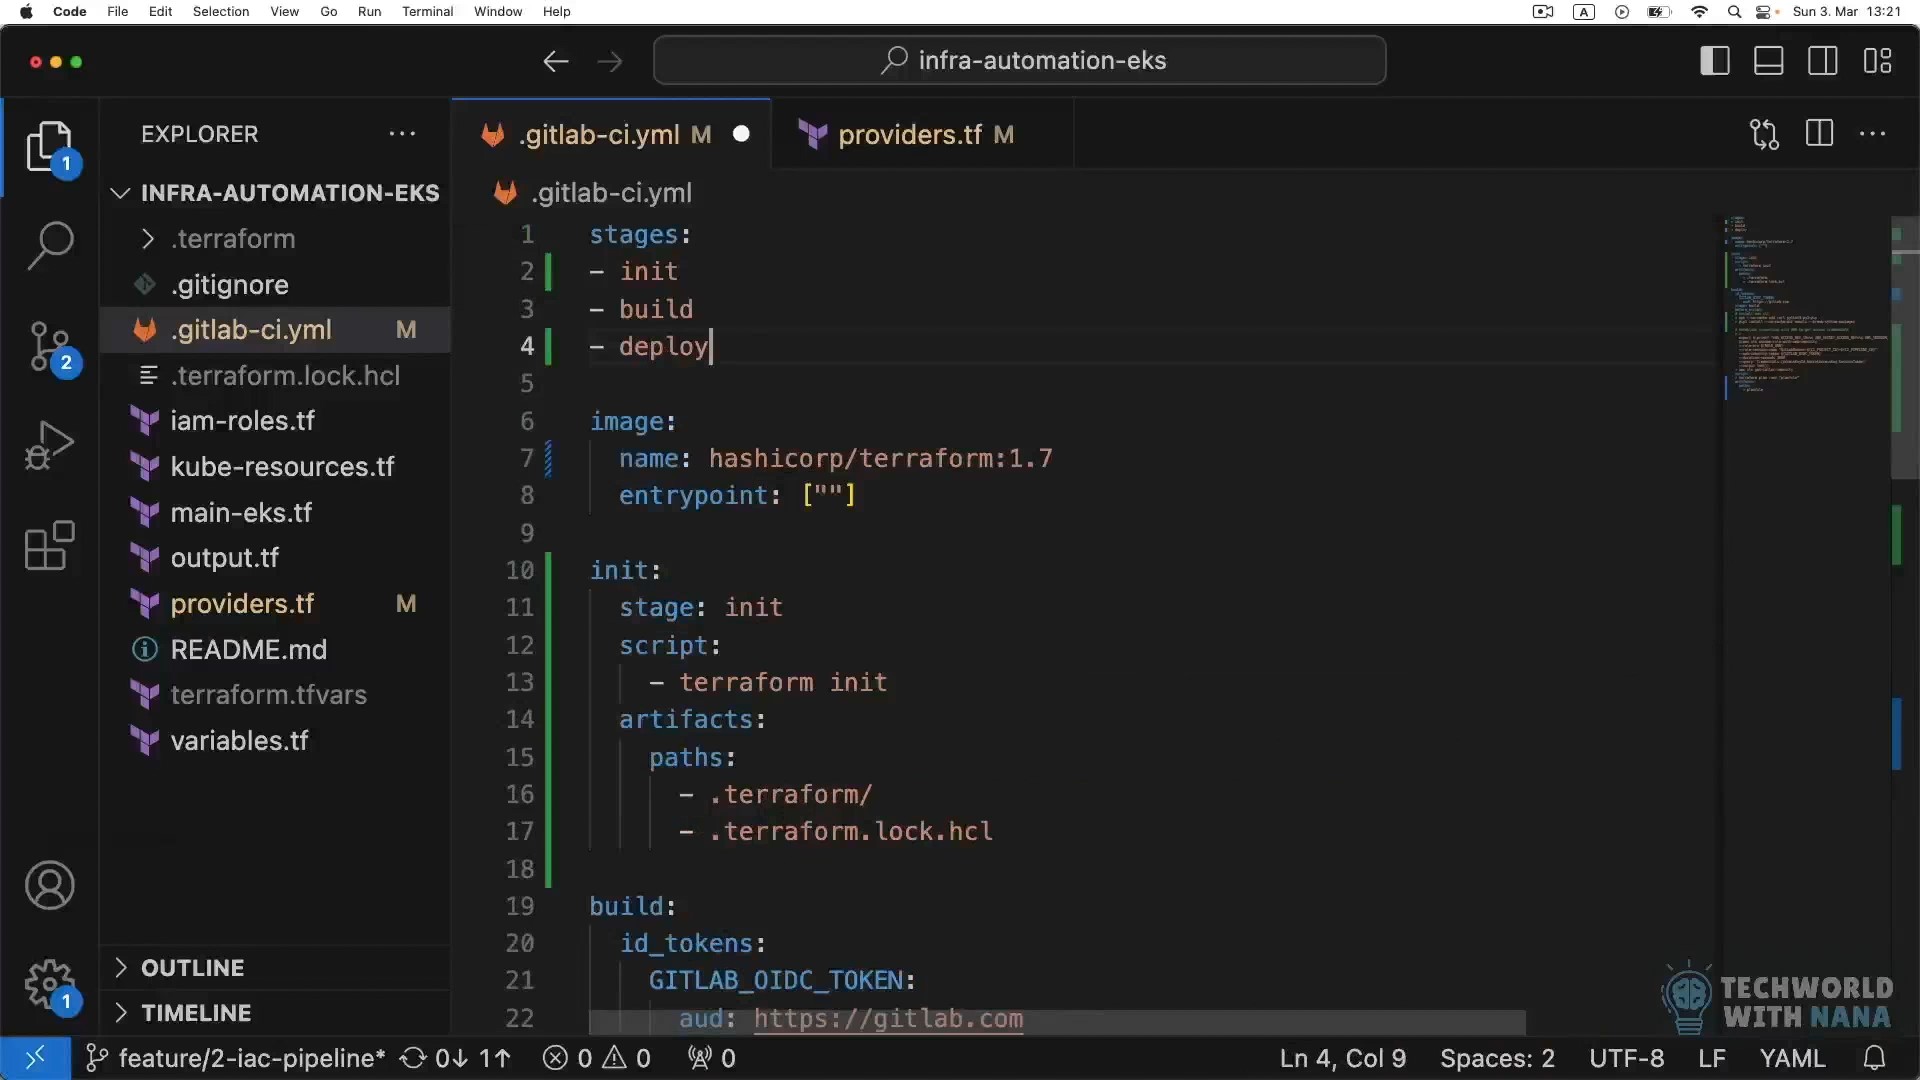 Code File Edit Selection View Go Run Terminal Window Help
A
Sun 3. Mar 13:21
infra-automation-eks
EXPLORER
.gitlab-ci.yml M
providers.tf M
1
INFRA-AUTOMATION-EKS
.terraform
.gitignore
.gitlab-ci.yml M
.terraform.lock.hcl
iam-roles.tf
kube-resources.tf
main-eks.tf
output.tf
providers.tf M
README.md
terraform.tfvars
variables.tf
2
OUTLINE
TIMELINE
1
.gitlab-ci.yml
1 stages:
2 - init
3 - build
4 - deploy
5
6 image:
7 name: hashicorp/terraform:1.7
8 entrypoint: [""]
9
10 init:
11 stage: init
12 script:
13 - terraform init
14 artifacts:
15 paths:
16 - .terraform/
17 - .terraform.lock.hcl
18
19 build:
20 id_tokens:
21 GITLAB_OIDC_TOKEN:
22 aud: https://gitlab.com
TECHWORLD
WITH NANA
feature/2-iac-pipeline* 0↓ 1↑ 0 0 0
Ln 4, Col 9 Spaces: 2 UTF-8 LF YAML